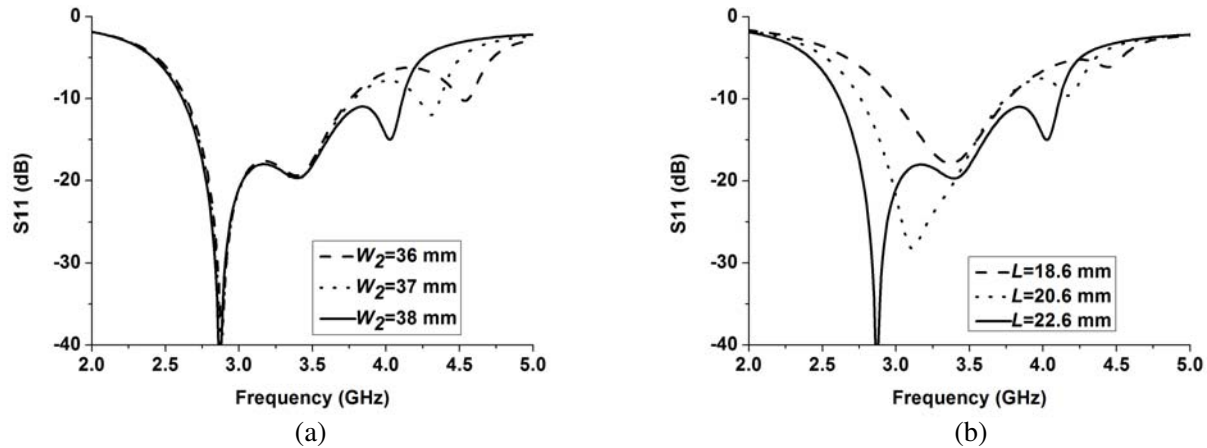 0
-10
-20
-30
-40
S11 (dB)
W2=36 mm
W2=37 mm
W2=38 mm
2.0 2.5 3.0 3.5 4.0 4.5 5.0
Frequency (GHz)
(a)
0
-10
-20
-30
-40
S11 (dB)
L=18.6 mm
L=20.6 mm
L=22.6 mm
2.0 2.5 3.0 3.5 4.0 4.5 5.0
Frequency (GHz)
(b)